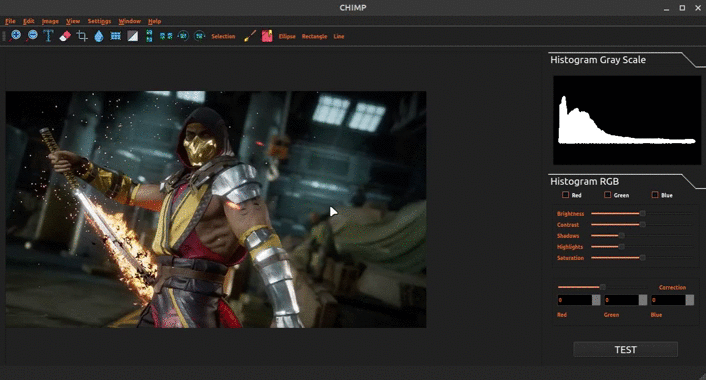 CHIMP
File Edit Image View Settings Window Help
Selection Ellipse Rectangle Line
Histogram Gray Scale
Histogram RGB
Red Green Blue
Brightness
Contrast
Shadows
Highlights
Saturation
Correction
0 0 0
Red Green Blue
TEST